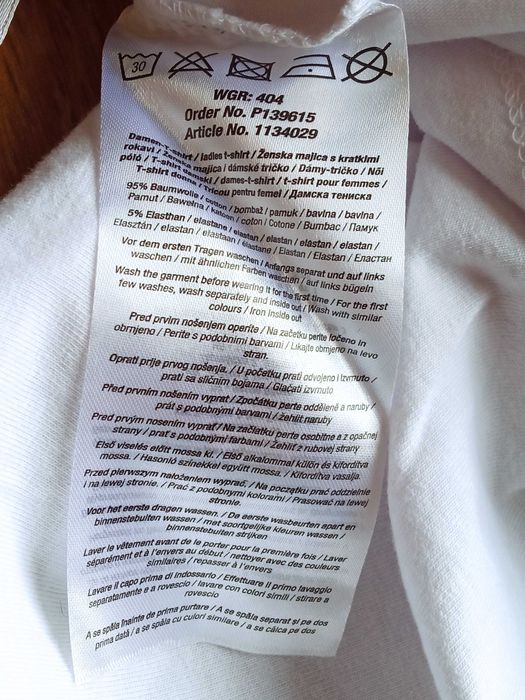 30
WGR: 404
Order No. P139615
Article No. 1134029
Damen-T-shirt / ladies t-shirt / Ženska majica s kratkimi
rokavi / Ženska majica i dámské tričko / Dámy-tričko / Női
póló / T-shirt damski / dames-t-shirt / t-shirt pour femmes /
T-shirt donna / Tricou pentru femei / Дамска тениска
95% Baumwolle / cotton / bombaž / pamuk / bavlna / bavlna /
Pamut / Bawełna / katoen / coton / Cotone / Bumbac / Памук
5% Elasthan / elastane / elastan / elastan / elastan / elastan /
Elasztán / elastan / elastaan / élasthanne / Elastan / Elastan / Еластан
Vor dem ersten Tragen waschen / Anfangs separat und auf links
waschen / mit ähnlichen Farben waschen / auf links bügeln
Wash the garment before wearing it for the first time / For the first
few washes, wash separately and inside out / Wash with similar
colours / Iron inside out
Pred prvim nošenjem operite / Na začetku perite ločeno in
obrnjeno / Perite s podobnimi barvami / Likajte obrnjeno na levo
stran.
Oprati prije prvog nošenja. / U početku prati odvojeno i izvrnuto /
prati sa sličnim bojama / Glačati izvrnuto
Před prvním nošením vyprat / Zpočátku perte odděleně a naruby /
prát s podobnými barvami / žehlit naruby
Pred prvým nosením vyprať / Na začiatku perte osobitne a z opačnej
strany / prať s podobnými farbami / Žehliť z rubovej strany
Első viselés előtt mossa ki. / Első alkalommal külön és kifordítva
mossa. / Hasonló színekkel együtt mossa. / Kifordítva vasalja.
Przed pierwszym nałożeniem wyprać. / Na początku prać oddzielnie
i na lewej stronie. / Prać z podobnymi kolorami / Prasować na lewej
stronie.
Voor het eerste dragen wassen. / De eerste wasbeurten apart en
binnenstebuiten wassen / met soortgelijke kleuren wassen /
binnenstebuiten strijken
Laver le vêtement avant de le porter pour la première fois / Laver
séparément et à l'envers au début / nettoyer avec des couleurs
similaires / repasser à l'envers
Lavare il capo prima di indossarlo / Effettuare il primo lavaggio
separatamente e a rovescio / lavare con colori simili / stirare a
rovescio
A se spăla înainte de prima purtare / A se spăla separat și pe dos
prima dată / a se spăla cu culori similare / a se călca pe dos